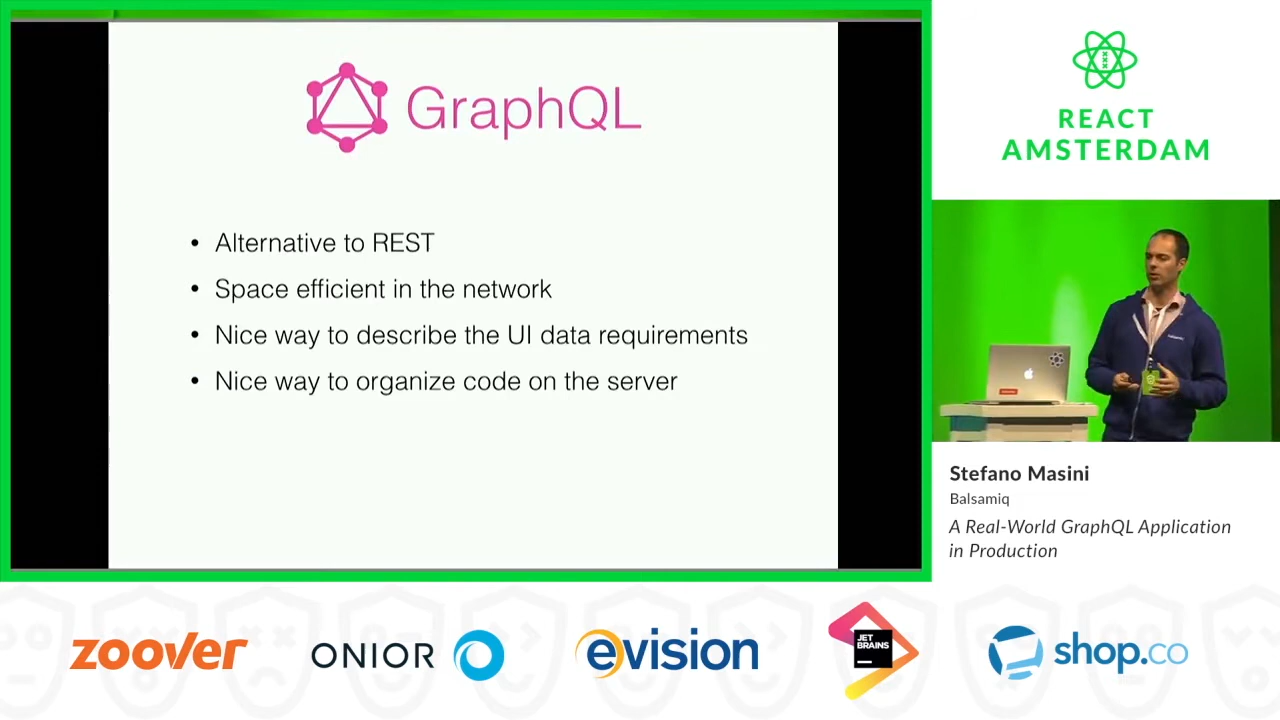 GraphQL
• Alternative to REST
• Space efficient in the network
• Nice way to describe the UI data requirements
• Nice way to organize code on the server
REACT
AMSTERDAM
Stefano Masini
Balsamiq
A Real-World GraphQL Application
in Production
zoover
ONIOR
evision
JET
BRAINS
shop.co